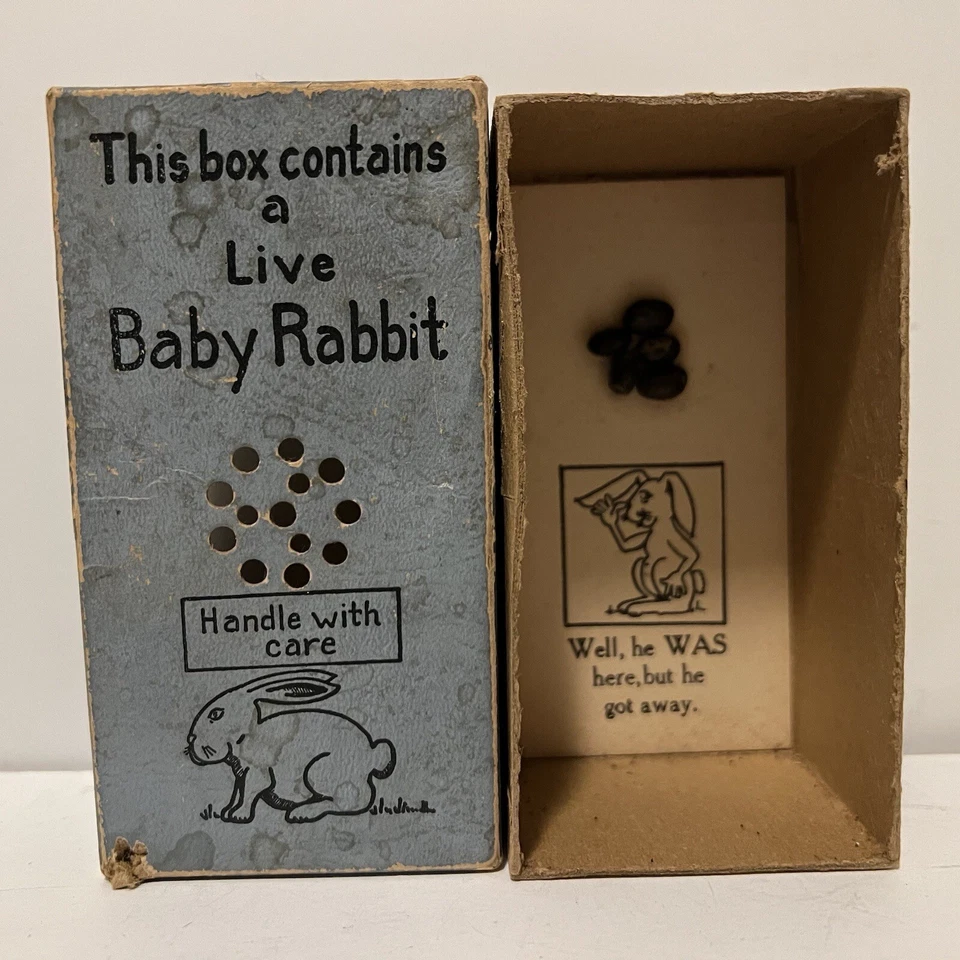 This box contains
a
Live
Baby Rabbit
Handle with
care
Well, he WAS
here, but he
got away.